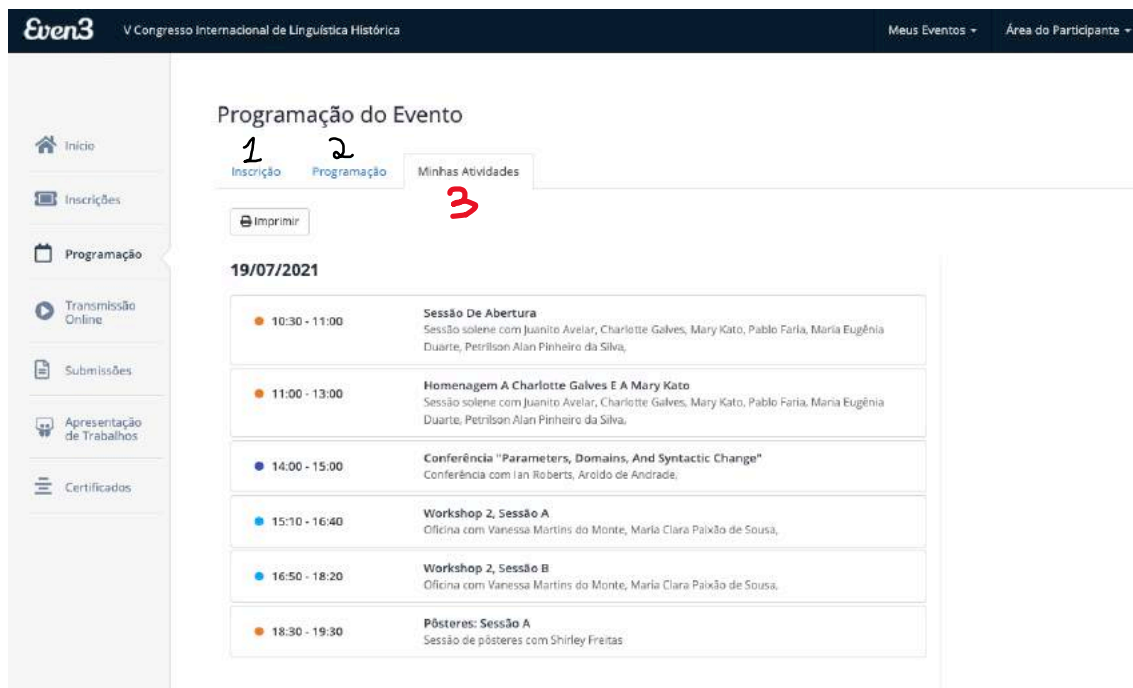 Even3 V Congresso Internacional de Linguística Histórica Meus Eventos Área do Participante
Início
Inscrições
Programação
Transmissão
Online
Submissões
Apresentação
de Trabalhos
Certificados
Programação do Evento
1 2
Inscrição Programação Minhas Atividades
3
Imprimir
19/07/2021
10:30 - 11:00 Sessão De Abertura
Sessão solene com Juanito Avelar, Charlotte Galves, Mary Kato, Pablo Faria, Maria Eugênia
Duarte, Petrilson Alan Pinheiro da Silva,
11:00 - 13:00 Homenagem A Charlotte Galves E A Mary Kato
Sessão solene com Juanito Avelar, Charlotte Galves, Mary Kato, Pablo Faria, Maria Eugênia
Duarte, Petrilson Alan Pinheiro da Silva,
14:00 - 15:00 Conferência "Parameters, Domains, And Syntactic Change"
Conferência com Ian Roberts, Aroldo de Andrade,
15:10 - 16:40 Workshop 2, Sessão A
Oficina com Vanessa Martins do Monte, Maria Clara Paixão de Sousa,
16:50 - 18:20 Workshop 2, Sessão B
Oficina com Vanessa Martins do Monte, Maria Clara Paixão de Sousa,
18:30 - 19:30 Pôsteres: Sessão A
Sessão de pôsteres com Shirley Freitas